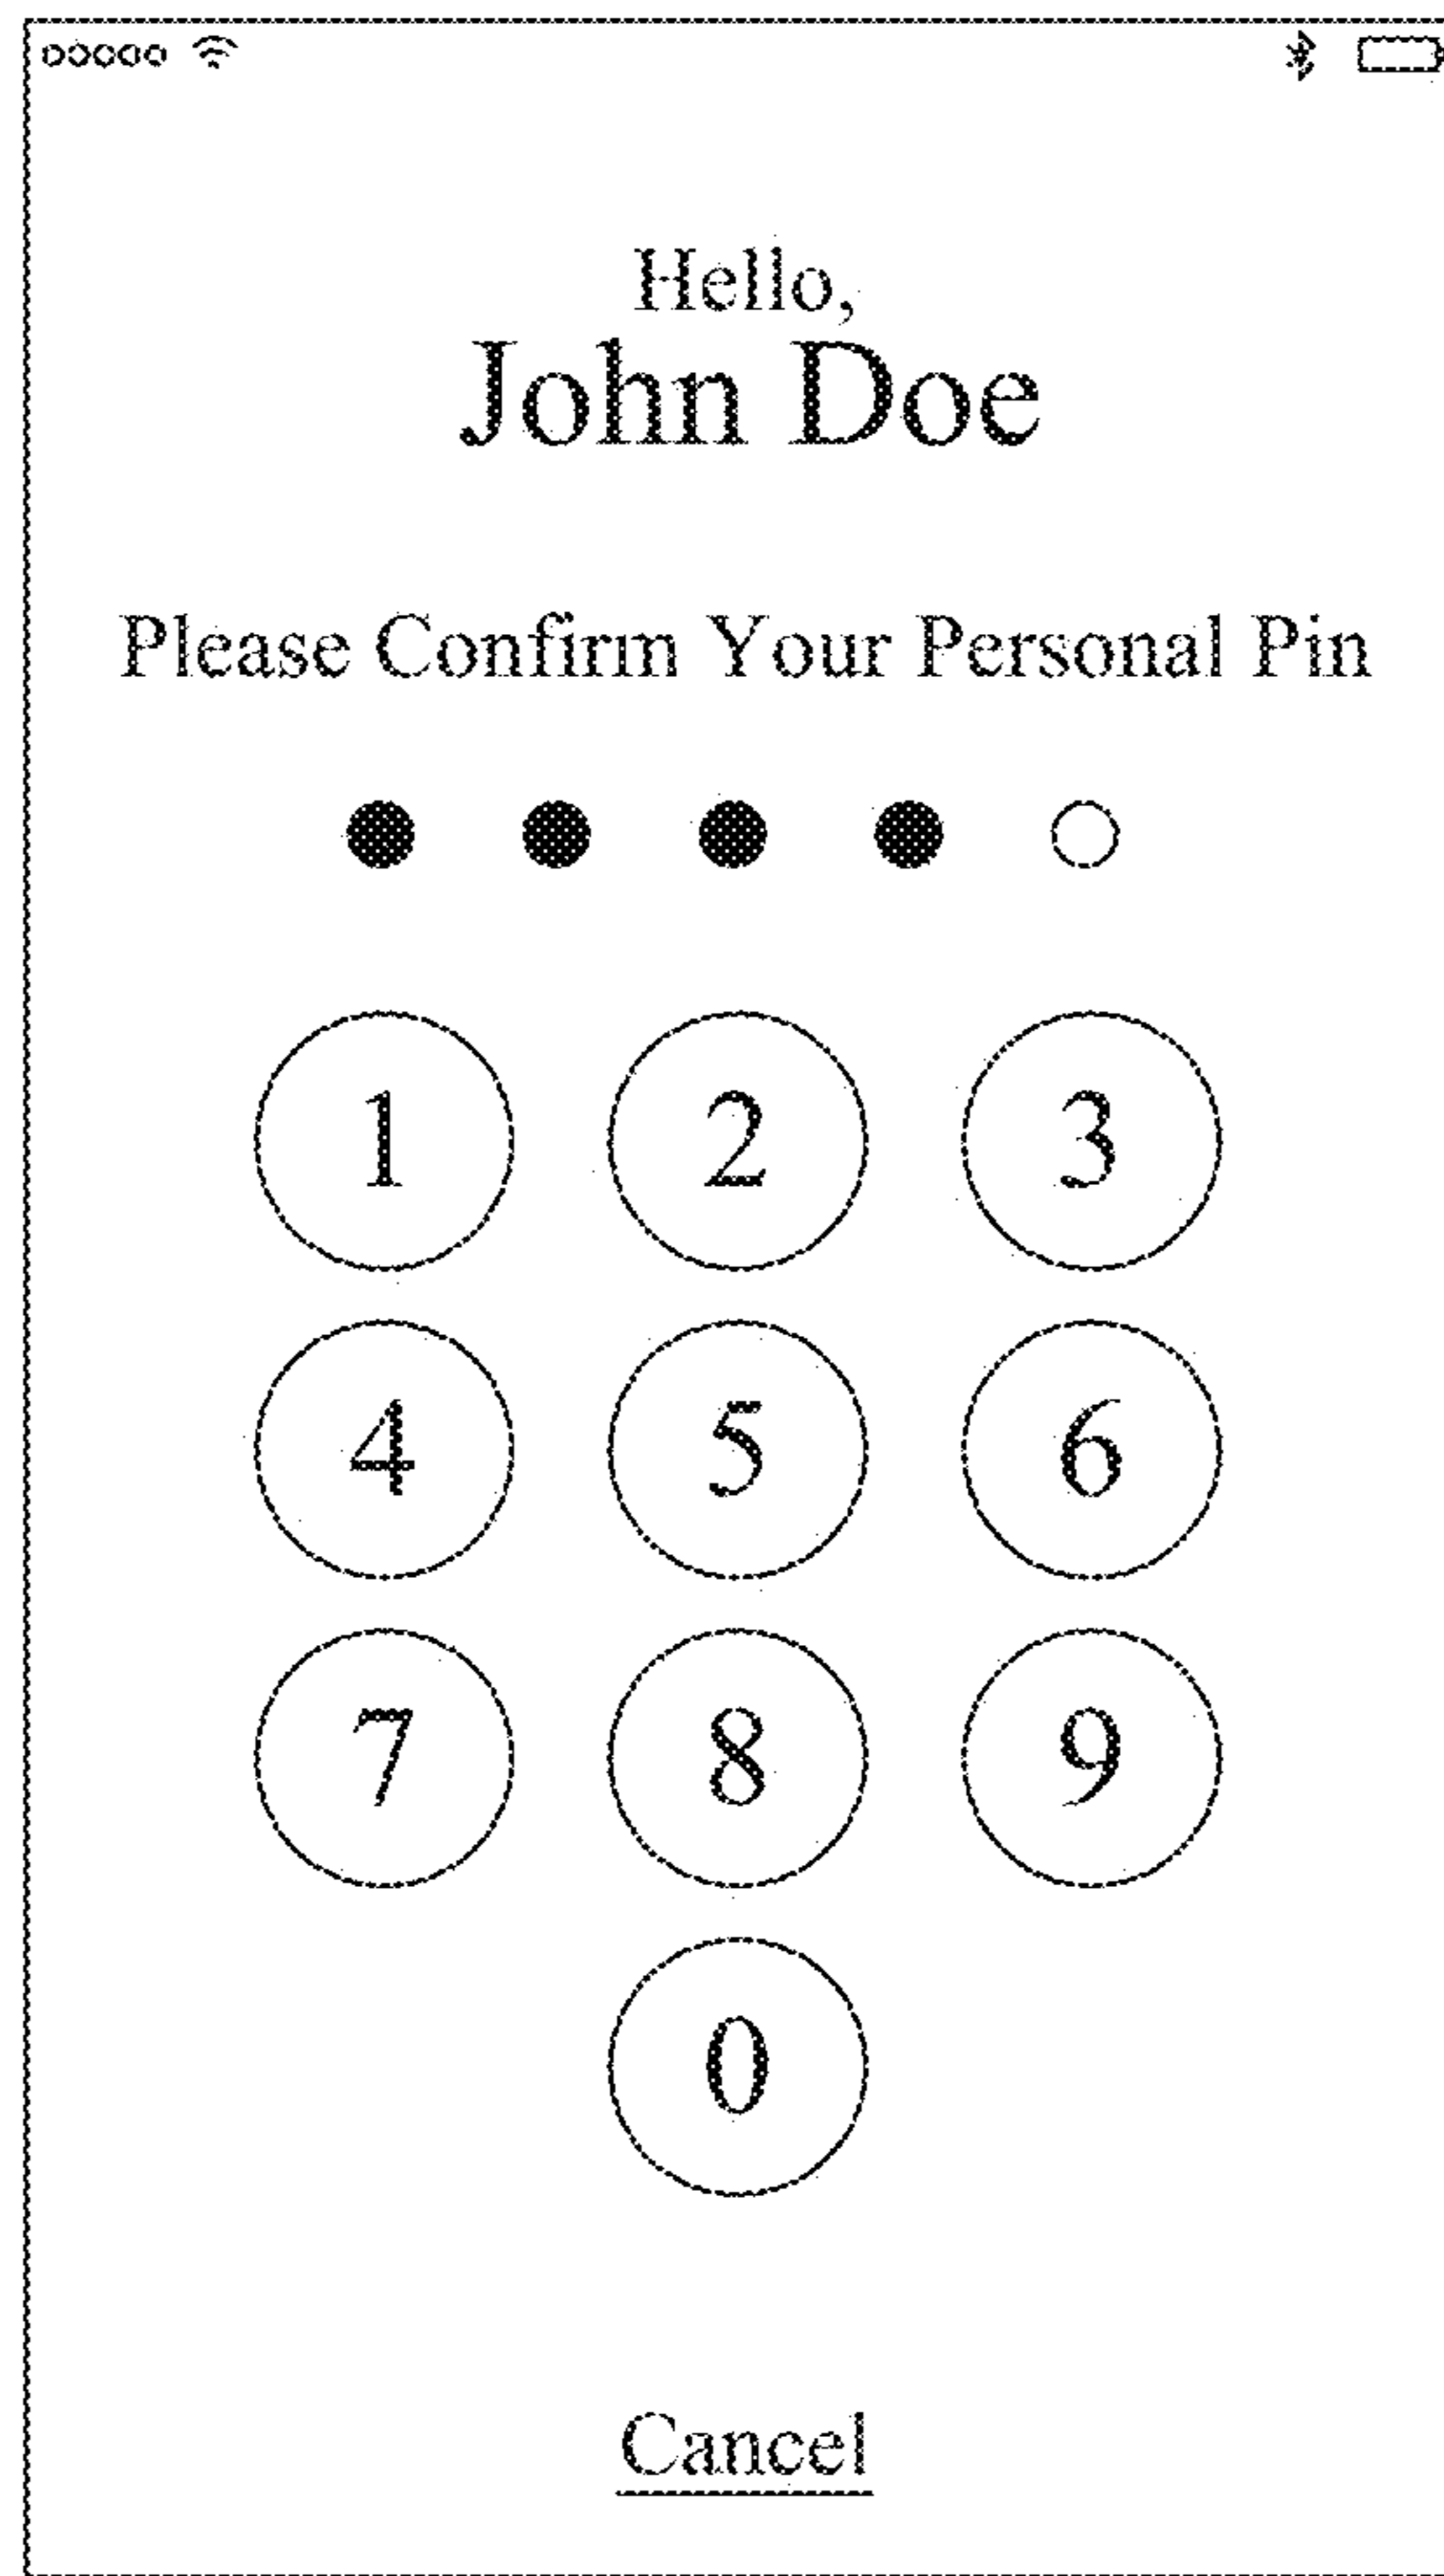 Hello,
John Doe
Please Confirm Your Personal Pin
1 2 3
4 5 6
7 8 9
0
Cancel